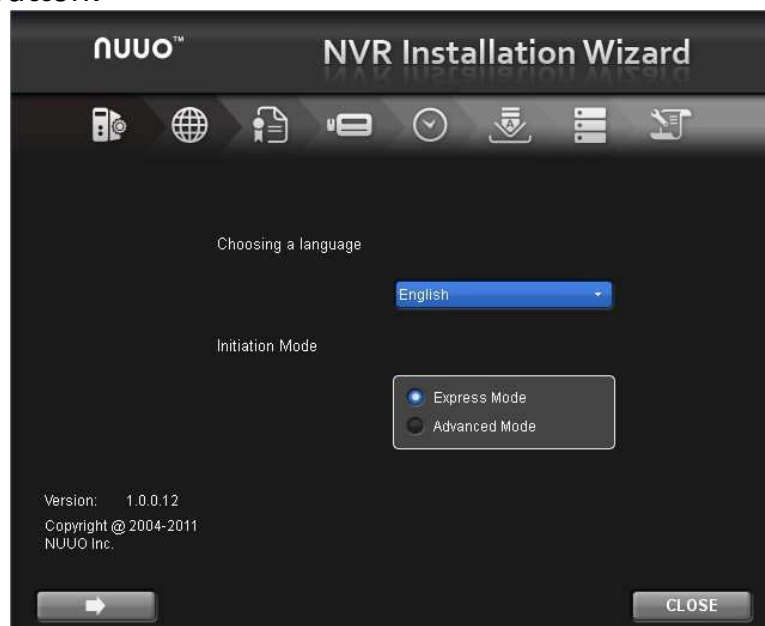 nuuo™
NVR Installation Wizard
Choosing a language
English
Initiation Mode
Express Mode
Advanced Mode
Version: 1.0.0.12
Copyright @ 2004-2011
NUUO Inc.
CLOSE